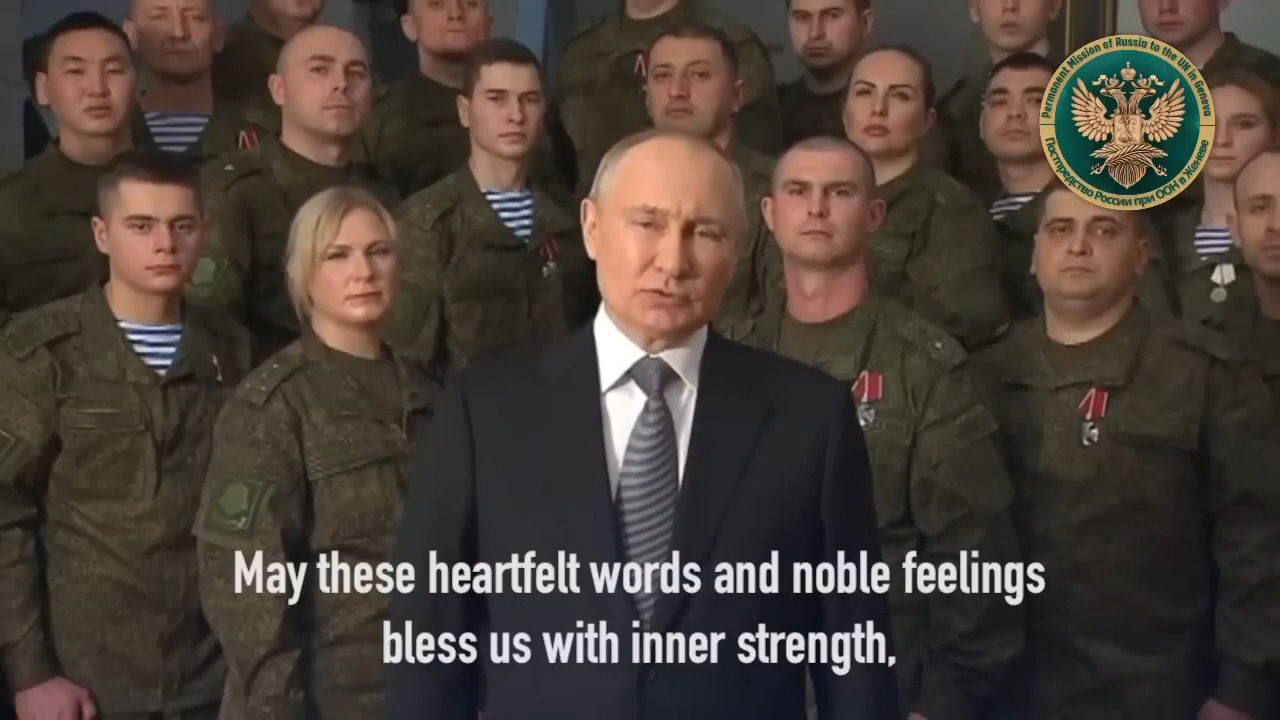 Permanent Mission of Russia to the UN in Geneva
Постпредство России при ООН в Женеве
May these heartfelt words and noble feelings
bless us with inner strength,